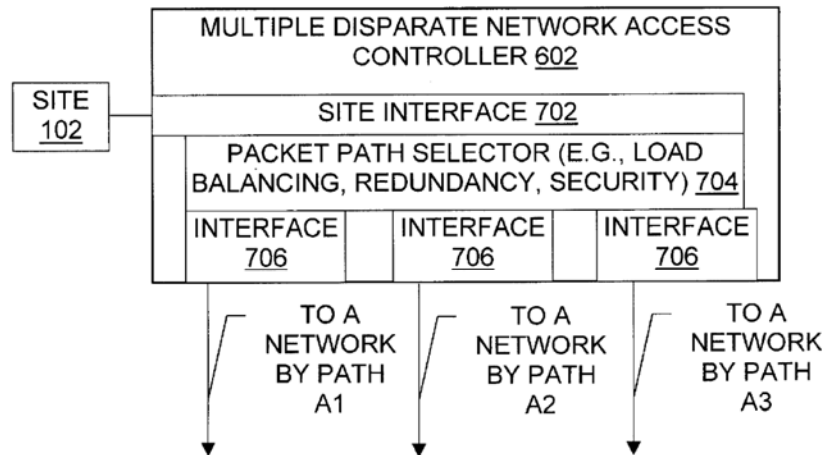 MULTIPLE DISPARATE NETWORK ACCESS
CONTROLLER 602
SITE
102
SITE INTERFACE 702
PACKET PATH SELECTOR (E.G., LOAD
BALANCING, REDUNDANCY, SECURITY) 704
INTERFACE
706
INTERFACE
706
INTERFACE
706
TO A
NETWORK
BY PATH
A1
TO A
NETWORK
BY PATH
A2
TO A
NETWORK
BY PATH
A3